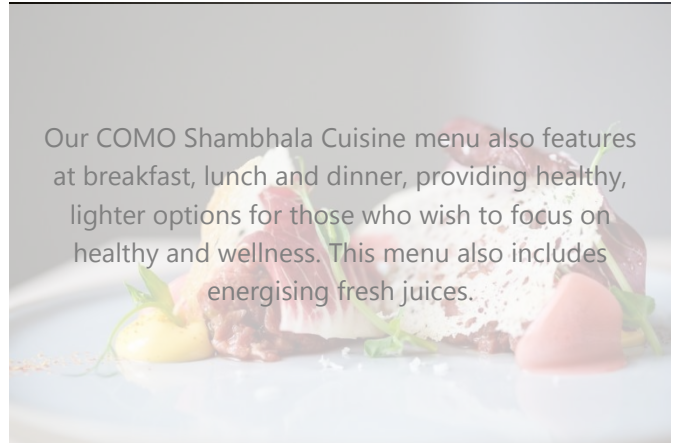 Our COMO Shambhala Cuisine menu also features
at breakfast, lunch and dinner, providing healthy,
lighter options for those who wish to focus on
healthy and wellness. This menu also includes
energising fresh juices.